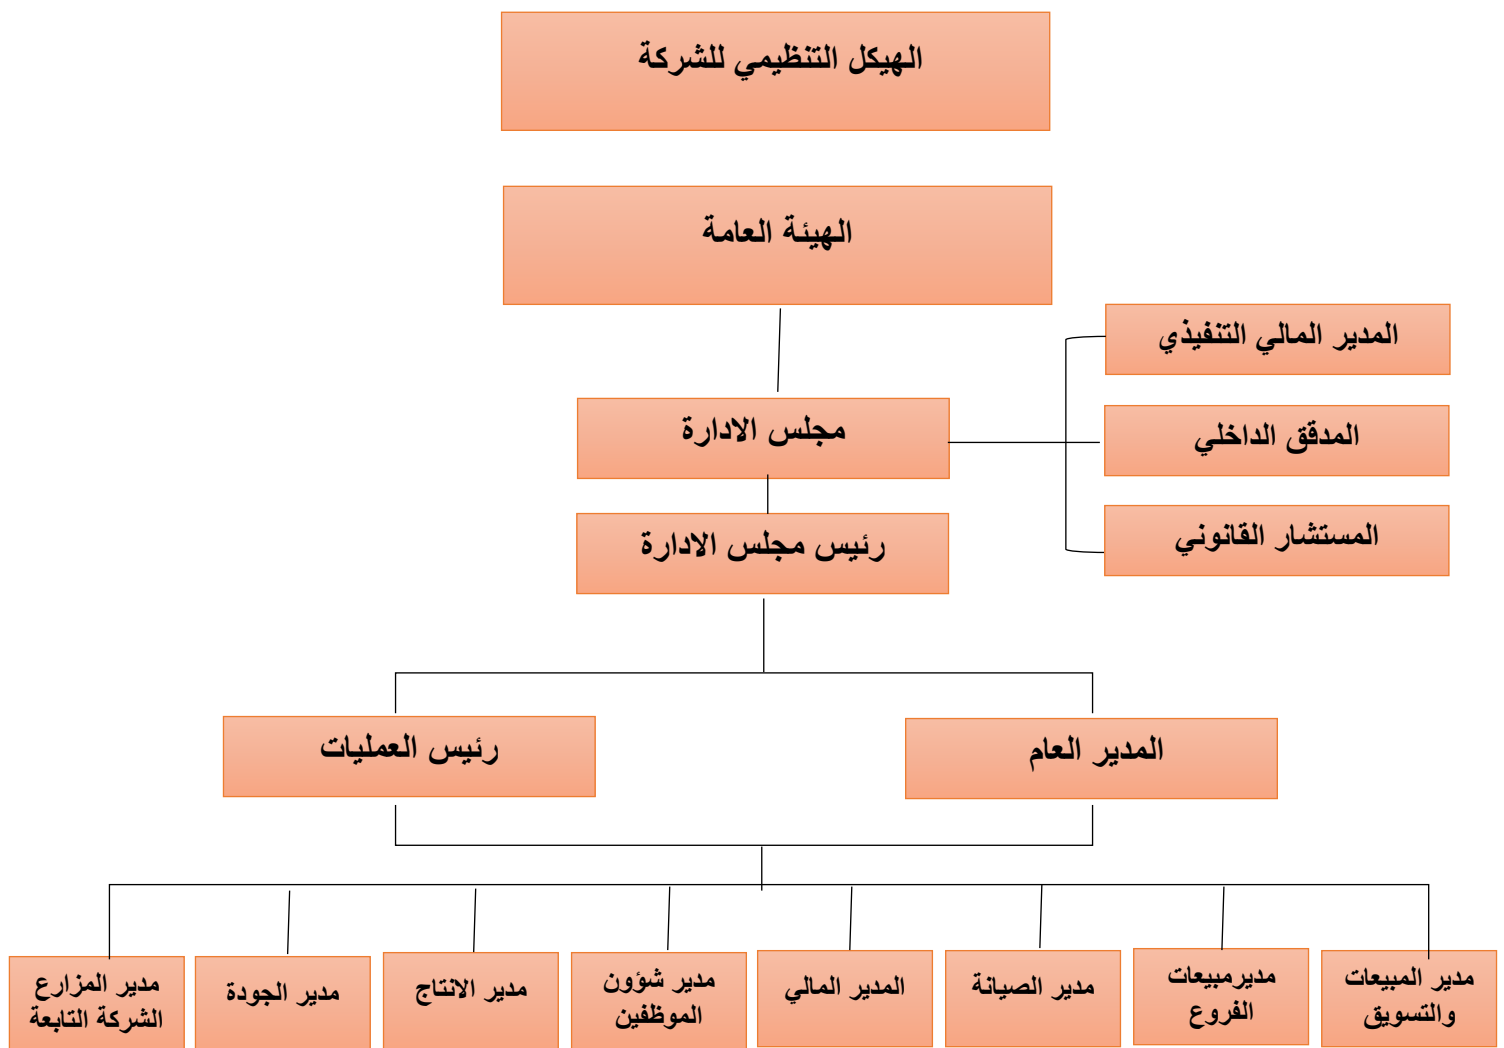 الهيكل التنظيمي للشركة
الهيئة العامة
المدير المالي التنفيذي
مجلس الادارة
المدقق الداخلي
المستشار القانوني
رئيس مجلس الادارة
المدير العام
رئيس العمليات
مدير المبيعات
والتسويق
مديرمبيعات
الفروع
مدير الصيانة
المدير المالي
مدير شؤون
الموظفين
مدير الانتاج
مدير الجودة
مدير المزارع
الشركة التابعة